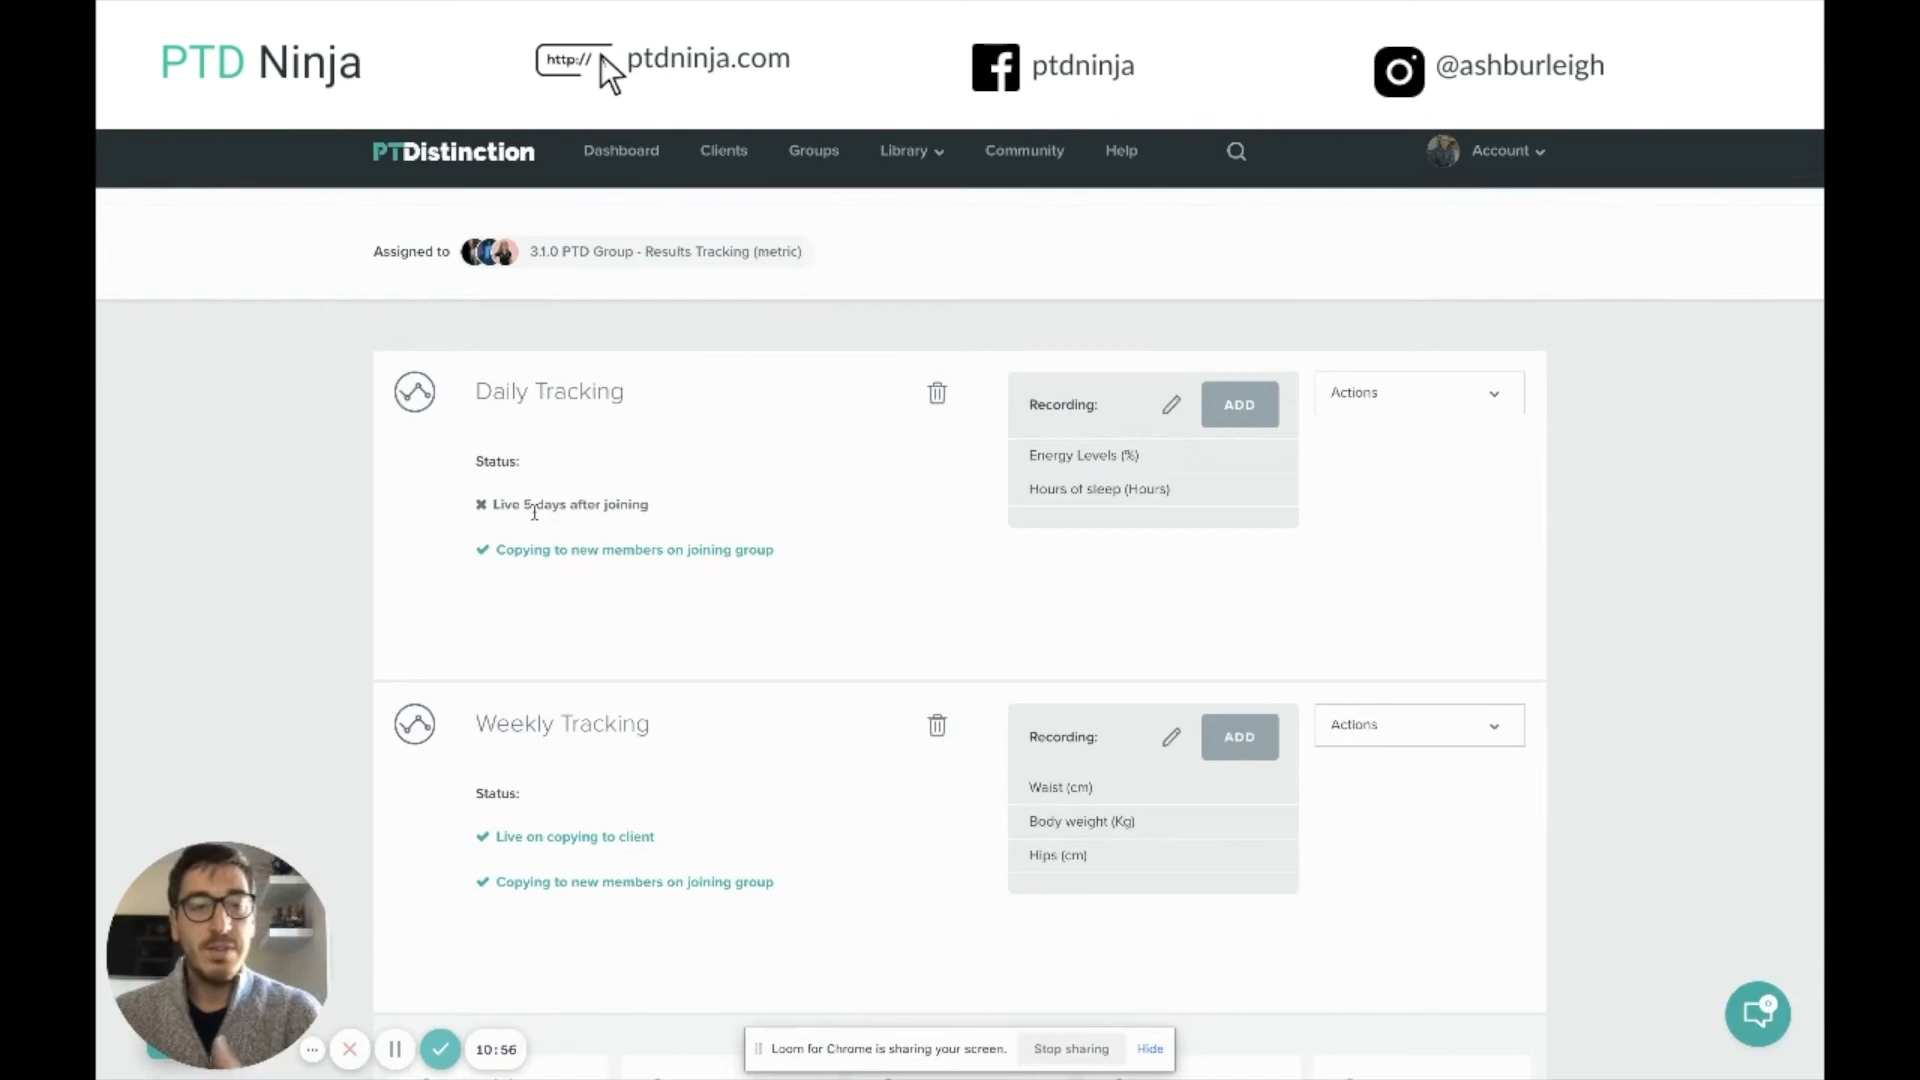 PTD Ninja
http://
ptdninja.com
ptdninja
@ashburleigh
PTDistinction
Dashboard
Clients
Groups
Library
Community
Help
Account
Assigned to
3.1.0 PTD Group - Results Tracking (metric)
Daily Tracking
Recording:
ADD
Actions
Energy Levels (%)
Status:
Hours of sleep (Hours)
Live 5 days after joining
Copying to new members on joining group
Weekly Tracking
Recording:
ADD
Actions
Status:
Waist (cm)
Body weight (Kg)
Live on copying to client
Hips (cm)
Copying to new members on joining group
10:56
Loom for Chrome is sharing your screen.
Stop sharing
Hide
0